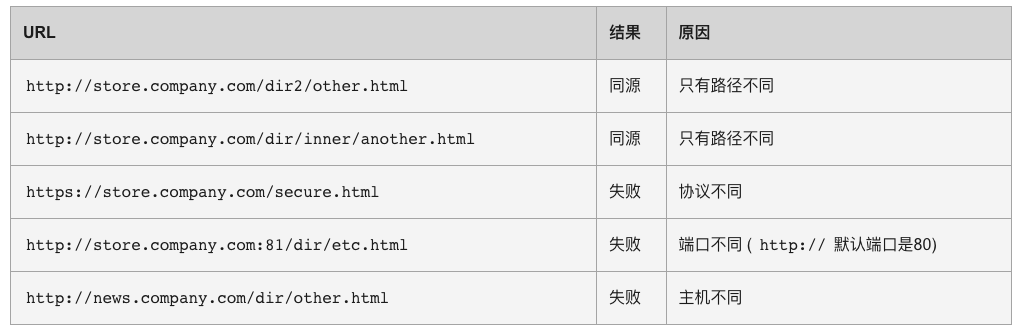 URL 结果 原因
http://store.company.com/dir2/other.html 同源 只有路径不同
http://store.company.com/dir/inner/another.html 同源 只有路径不同
https://store.company.com/secure.html 失败 协议不同
http://store.company.com:81/dir/etc.html 失败 端口不同 ( http:// 默认端口是80)
http://news.company.com/dir/other.html 失败 主机不同